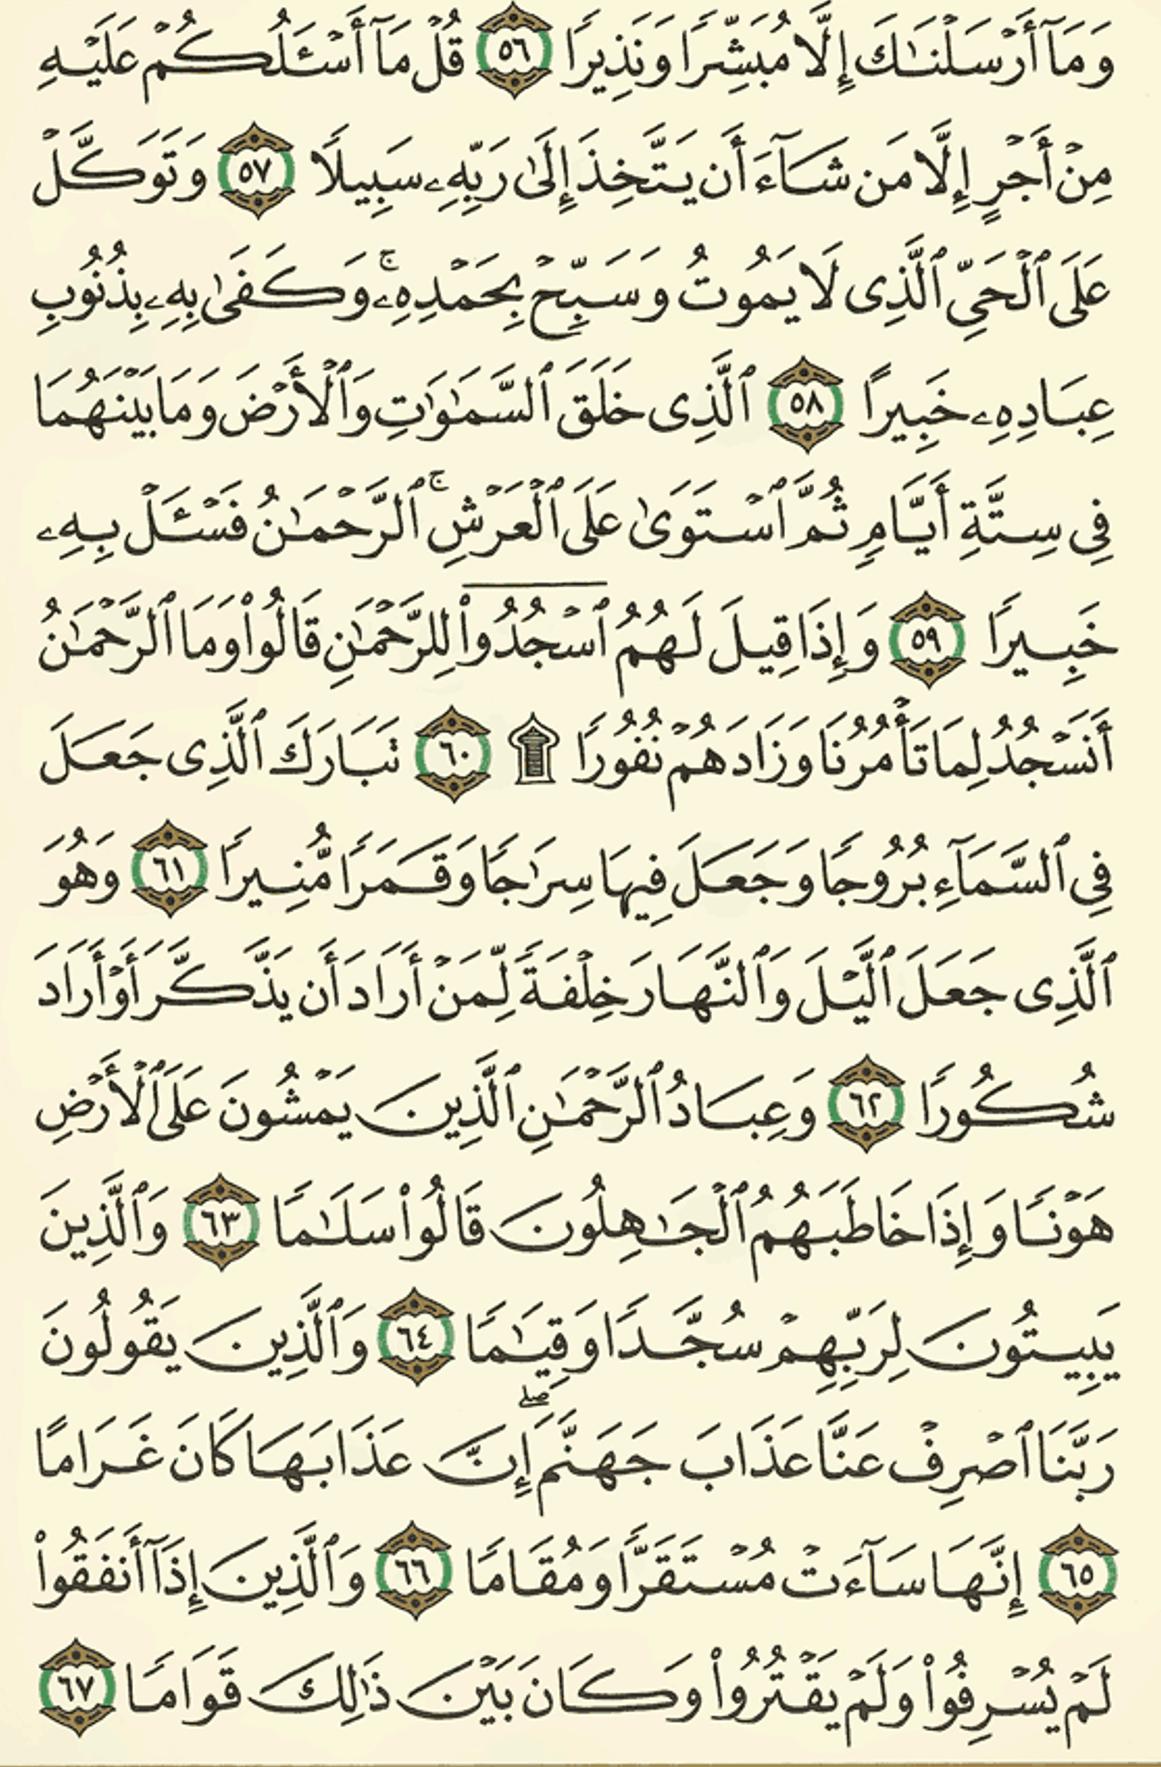 وَمَآ أَرْسَلْنَـٰكَ إِلَّا مُبَشِّرًا وَنَذِيرًا ٥٦ قُلْ مَآ أَسْـَٔلُكُمْ عَلَيْهِ
مِنْ أَجْرٍ إِلَّا مَن شَآءَ أَن يَتَّخِذَ إِلَىٰ رَبِّهِۦ سَبِيلًا ٥٧ وَتَوَكَّلْ
عَلَى ٱلْحَىِّ ٱلَّذِى لَا يَمُوتُ وَسَبِّحْ بِحَمْدِهِۦ ۚ وَكَفَىٰ بِهِۦ بِذُنُوبِ
عِبَادِهِۦ خَبِيرًا ٥٨ ٱلَّذِى خَلَقَ ٱلسَّمَـٰوَٰتِ وَٱلْأَرْضَ وَمَا بَيْنَهُمَا
فِى سِتَّةِ أَيَّامٍ ثُمَّ ٱسْتَوَىٰ عَلَى ٱلْعَرْشِ ۚ ٱلرَّحْمَـٰنُ فَسْـَٔلْ بِهِۦ
خَبِيرًا ٥٩ وَإِذَا قِيلَ لَهُمُ ٱسْجُدُوا۟ لِلرَّحْمَـٰنِ قَالُوا۟ وَمَا ٱلرَّحْمَـٰنُ
أَنَسْجُدُ لِمَا تَأْمُرُنَا وَزَادَهُمْ نُفُورًا ۩ ٦٠ تَبَارَكَ ٱلَّذِى جَعَلَ
فِى ٱلسَّمَآءِ بُرُوجًا وَجَعَلَ فِيهَا سِرَٰجًا وَقَمَرًا مُّنِيرًا ٦١ وَهُوَ
ٱلَّذِى جَعَلَ ٱلَّيْلَ وَٱلنَّهَارَ خِلْفَةً لِّمَنْ أَرَادَ أَن يَذَّكَّرَ أَوْ أَرَادَ
شُكُورًا ٦٢ وَعِبَادُ ٱلرَّحْمَـٰنِ ٱلَّذِينَ يَمْشُونَ عَلَى ٱلْأَرْضِ
هَوْنًا وَإِذَا خَاطَبَهُمُ ٱلْجَـٰهِلُونَ قَالُوا۟ سَلَـٰمًا ٦٣ وَٱلَّذِينَ
يَبِيتُونَ لِرَبِّهِمْ سُجَّدًا وَقِيَـٰمًا ٦٤ وَٱلَّذِينَ يَقُولُونَ
رَبَّنَا ٱصْرِفْ عَنَّا عَذَابَ جَهَنَّمَ ۖ إِنَّ عَذَابَهَا كَانَ غَرَامًا
٦٥ إِنَّهَا سَآءَتْ مُسْتَقَرًّا وَمُقَامًا ٦٦ وَٱلَّذِينَ إِذَآ أَنفَقُوا۟
لَمْ يُسْرِفُوا۟ وَلَمْ يَقْتُرُوا۟ وَكَانَ بَيْنَ ذَٰلِكَ قَوَامًا ٦٧